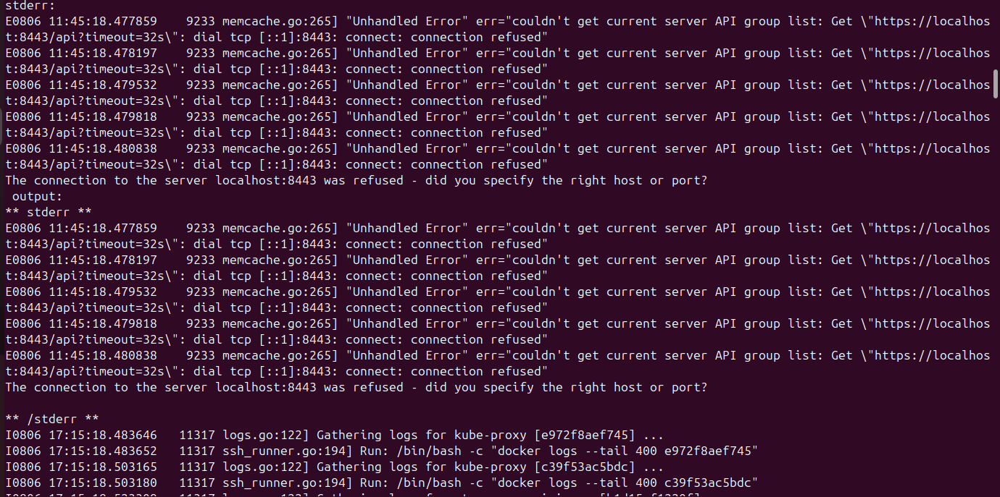 stderr:
E0806 11:45:18.477859    9233 memcache.go:265] "Unhandled Error" err="couldn't get current server API group list: Get \"https://localhos
t:8443/api?timeout=32s\": dial tcp [::1]:8443: connect: connection refused"
E0806 11:45:18.478197    9233 memcache.go:265] "Unhandled Error" err="couldn't get current server API group list: Get \"https://localhos
t:8443/api?timeout=32s\": dial tcp [::1]:8443: connect: connection refused"
E0806 11:45:18.479532    9233 memcache.go:265] "Unhandled Error" err="couldn't get current server API group list: Get \"https://localhos
t:8443/api?timeout=32s\": dial tcp [::1]:8443: connect: connection refused"
E0806 11:45:18.479818    9233 memcache.go:265] "Unhandled Error" err="couldn't get current server API group list: Get \"https://localhos
t:8443/api?timeout=32s\": dial tcp [::1]:8443: connect: connection refused"
E0806 11:45:18.480838    9233 memcache.go:265] "Unhandled Error" err="couldn't get current server API group list: Get \"https://localhos
t:8443/api?timeout=32s\": dial tcp [::1]:8443: connect: connection refused"
The connection to the server localhost:8443 was refused - did you specify the right host or port?
 output:
** stderr **
E0806 11:45:18.477859    9233 memcache.go:265] "Unhandled Error" err="couldn't get current server API group list: Get \"https://localhos
t:8443/api?timeout=32s\": dial tcp [::1]:8443: connect: connection refused"
E0806 11:45:18.478197    9233 memcache.go:265] "Unhandled Error" err="couldn't get current server API group list: Get \"https://localhos
t:8443/api?timeout=32s\": dial tcp [::1]:8443: connect: connection refused"
E0806 11:45:18.479532    9233 memcache.go:265] "Unhandled Error" err="couldn't get current server API group list: Get \"https://localhos
t:8443/api?timeout=32s\": dial tcp [::1]:8443: connect: connection refused"
E0806 11:45:18.479818    9233 memcache.go:265] "Unhandled Error" err="couldn't get current server API group list: Get \"https://localhos
t:8443/api?timeout=32s\": dial tcp [::1]:8443: connect: connection refused"
E0806 11:45:18.480838    9233 memcache.go:265] "Unhandled Error" err="couldn't get current server API group list: Get \"https://localhos
t:8443/api?timeout=32s\": dial tcp [::1]:8443: connect: connection refused"
The connection to the server localhost:8443 was refused - did you specify the right host or port?

** /stderr **
I0806 17:15:18.483646   11317 logs.go:122] Gathering logs for kube-proxy [e972f8aef745] ...
I0806 17:15:18.483652   11317 ssh_runner.go:194] Run: /bin/bash -c "docker logs --tail 400 e972f8aef745"
I0806 17:15:18.503165   11317 logs.go:122] Gathering logs for kube-proxy [c39f53ac5bdc] ...
I0806 17:15:18.503180   11317 ssh_runner.go:194] Run: /bin/bash -c "docker logs --tail 400 c39f53ac5bdc"